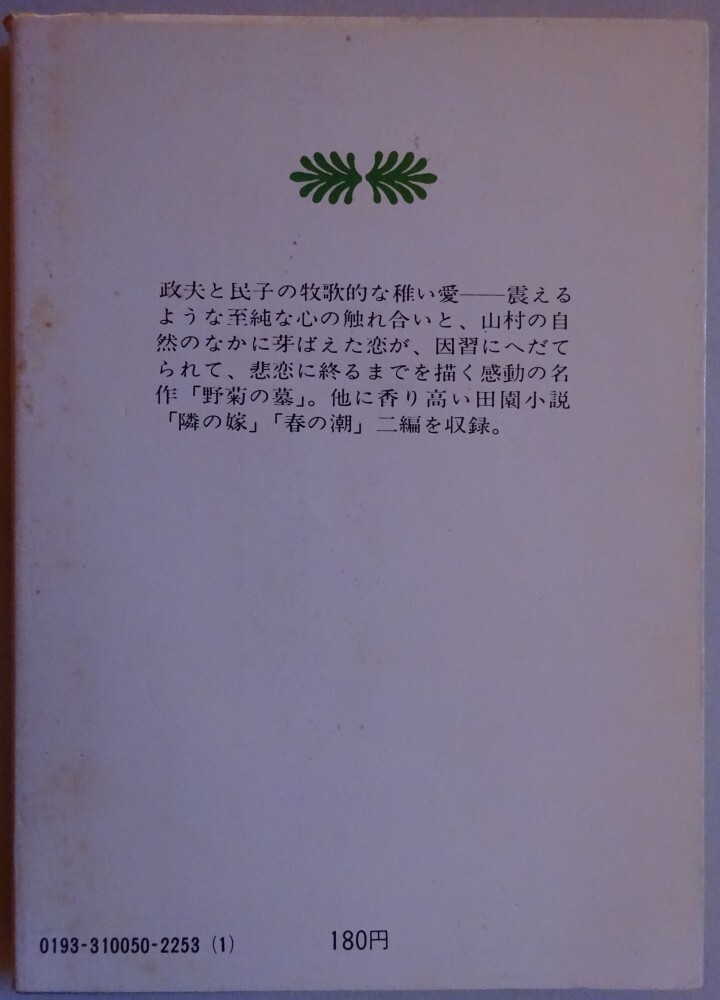 政夫と民子の牧歌的な稚い愛――震える
ような至純な心の触れ合いと、山村の自
然のなかに芽ばえた恋が、因習にへだて
られて、悲恋に終るまでを描く感動の名
作「野菊の墓」。他に香り高い田園小説
「隣の嫁」「春の潮」二編を収録。
0193-310050-2253 (1)　180円